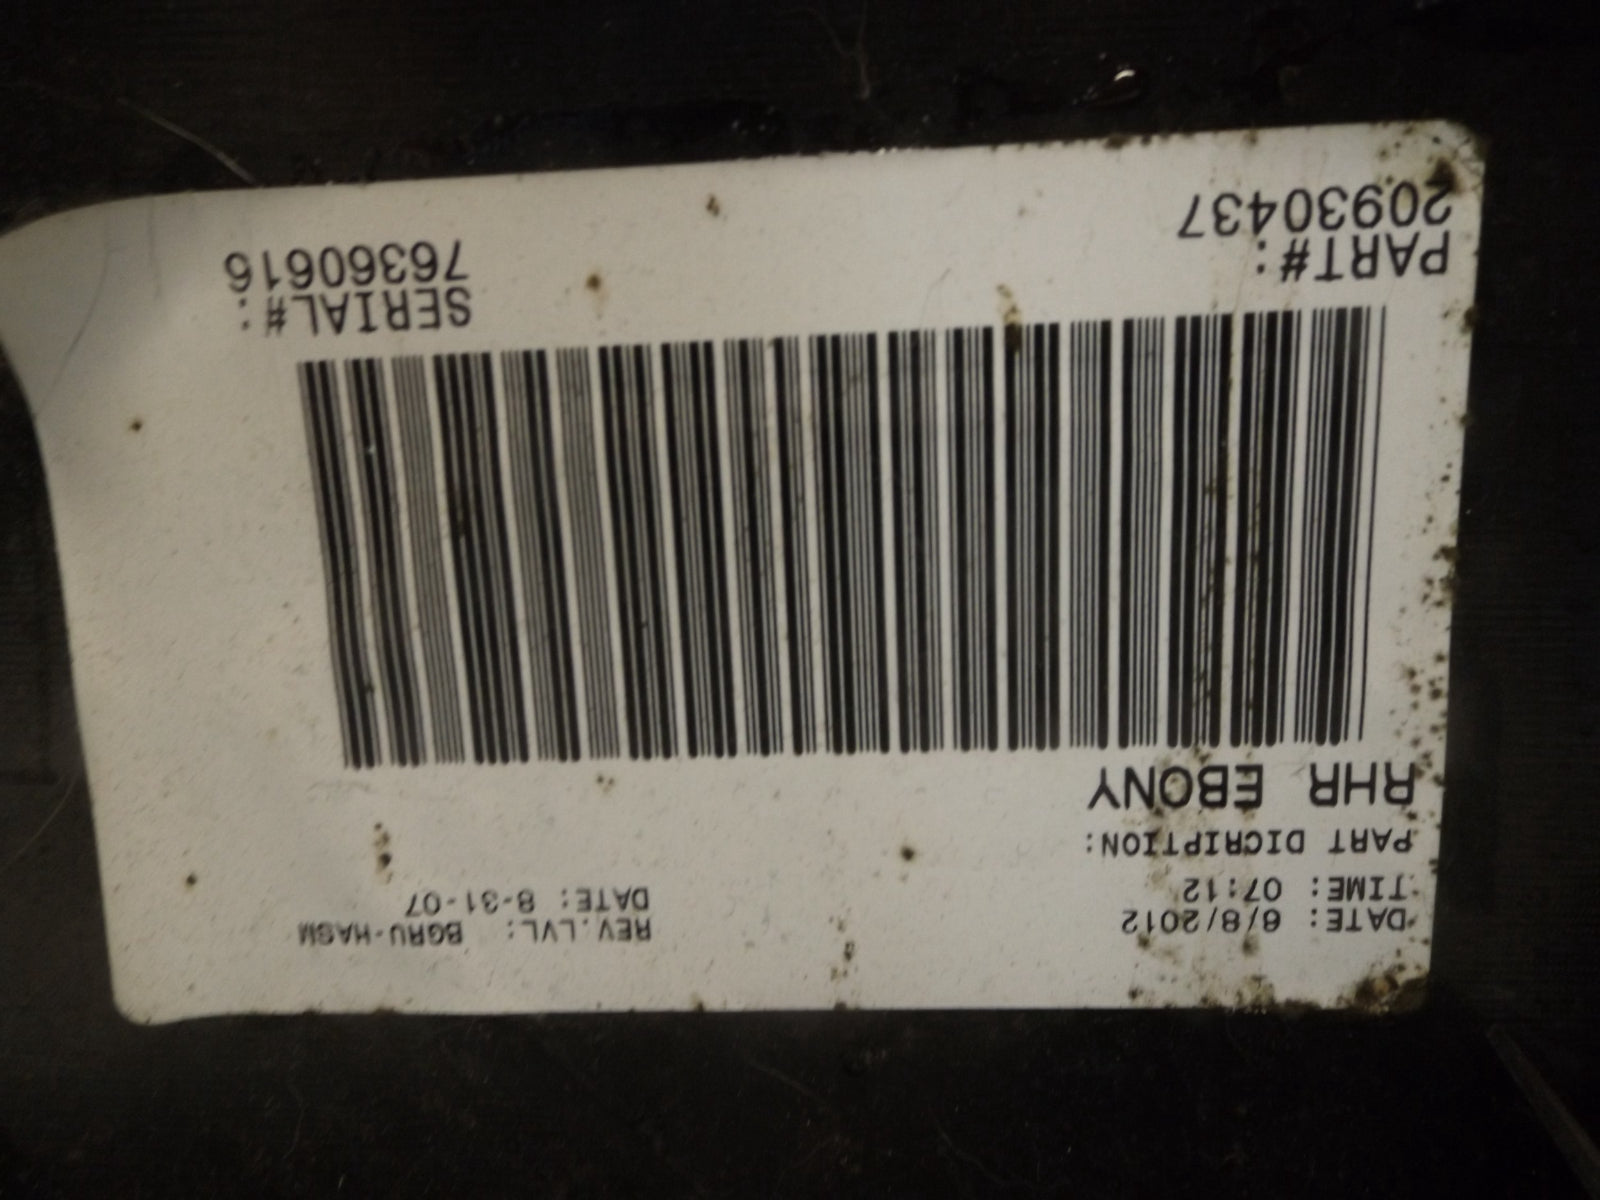 DATE: 6/8/2012
TIME: 07:12
REV.LVL: BGRU-HASM
DATE: 8-31-07
PART DICRIPTION:
RHR EBONY
PART#:
20930437
SERIAL#:
76360616